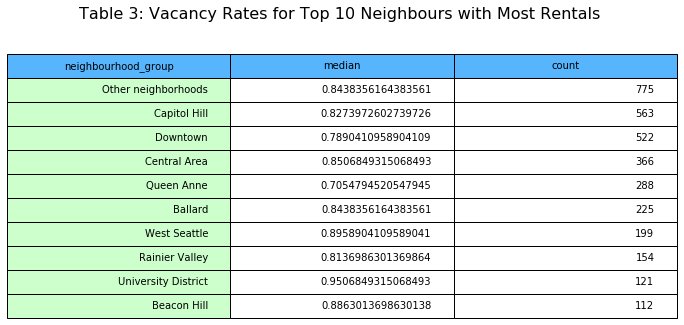 Table 3: Vacancy Rates for Top 10 Neighbours with Most Rentals
neighbourhood_group median count
Other neighborhoods 0.8438356164383561 775
Capitol Hill 0.8273972602739726 563
Downtown 0.7890410958904109 522
Central Area 0.8506849315068493 366
Queen Anne 0.7054794520547945 288
Ballard 0.8438356164383561 225
West Seattle 0.8958904109589041 199
Rainier Valley 0.8136986301369864 154
University District 0.9506849315068493 121
Beacon Hill 0.8863013698630138 112